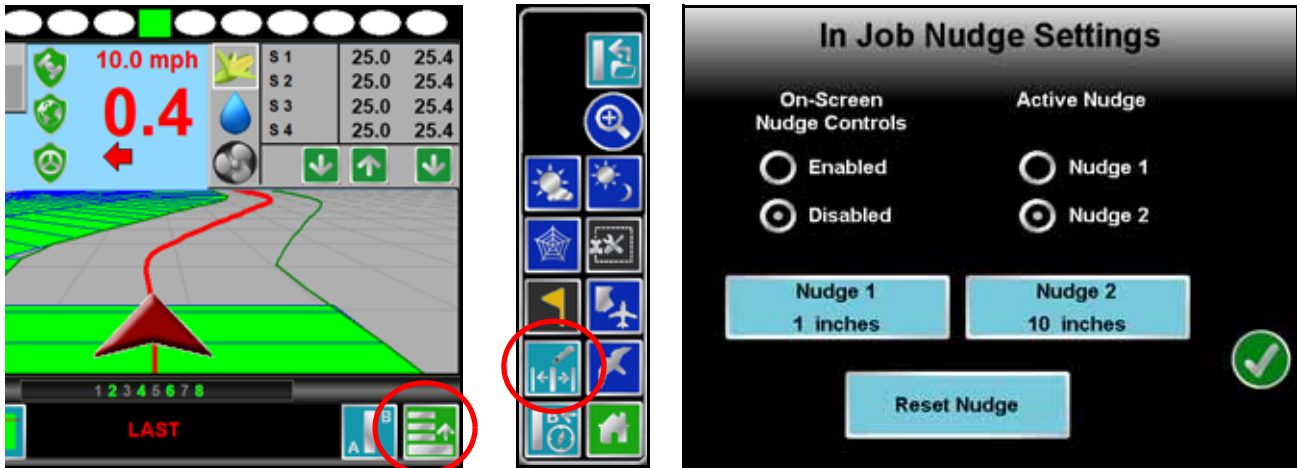 10.0 mph
0.4
S 1 25.0 25.4
S 2 25.0 25.4
S 3 25.0 25.4
S 4 25.0 25.4
1 2 3 4 5 6 7 8
LAST
A B
B
In Job Nudge Settings
On-Screen
Nudge Controls
Active Nudge
Enabled
Nudge 1
Disabled
Nudge 2
Nudge 1
1 inches
Nudge 2
10 inches
Reset Nudge